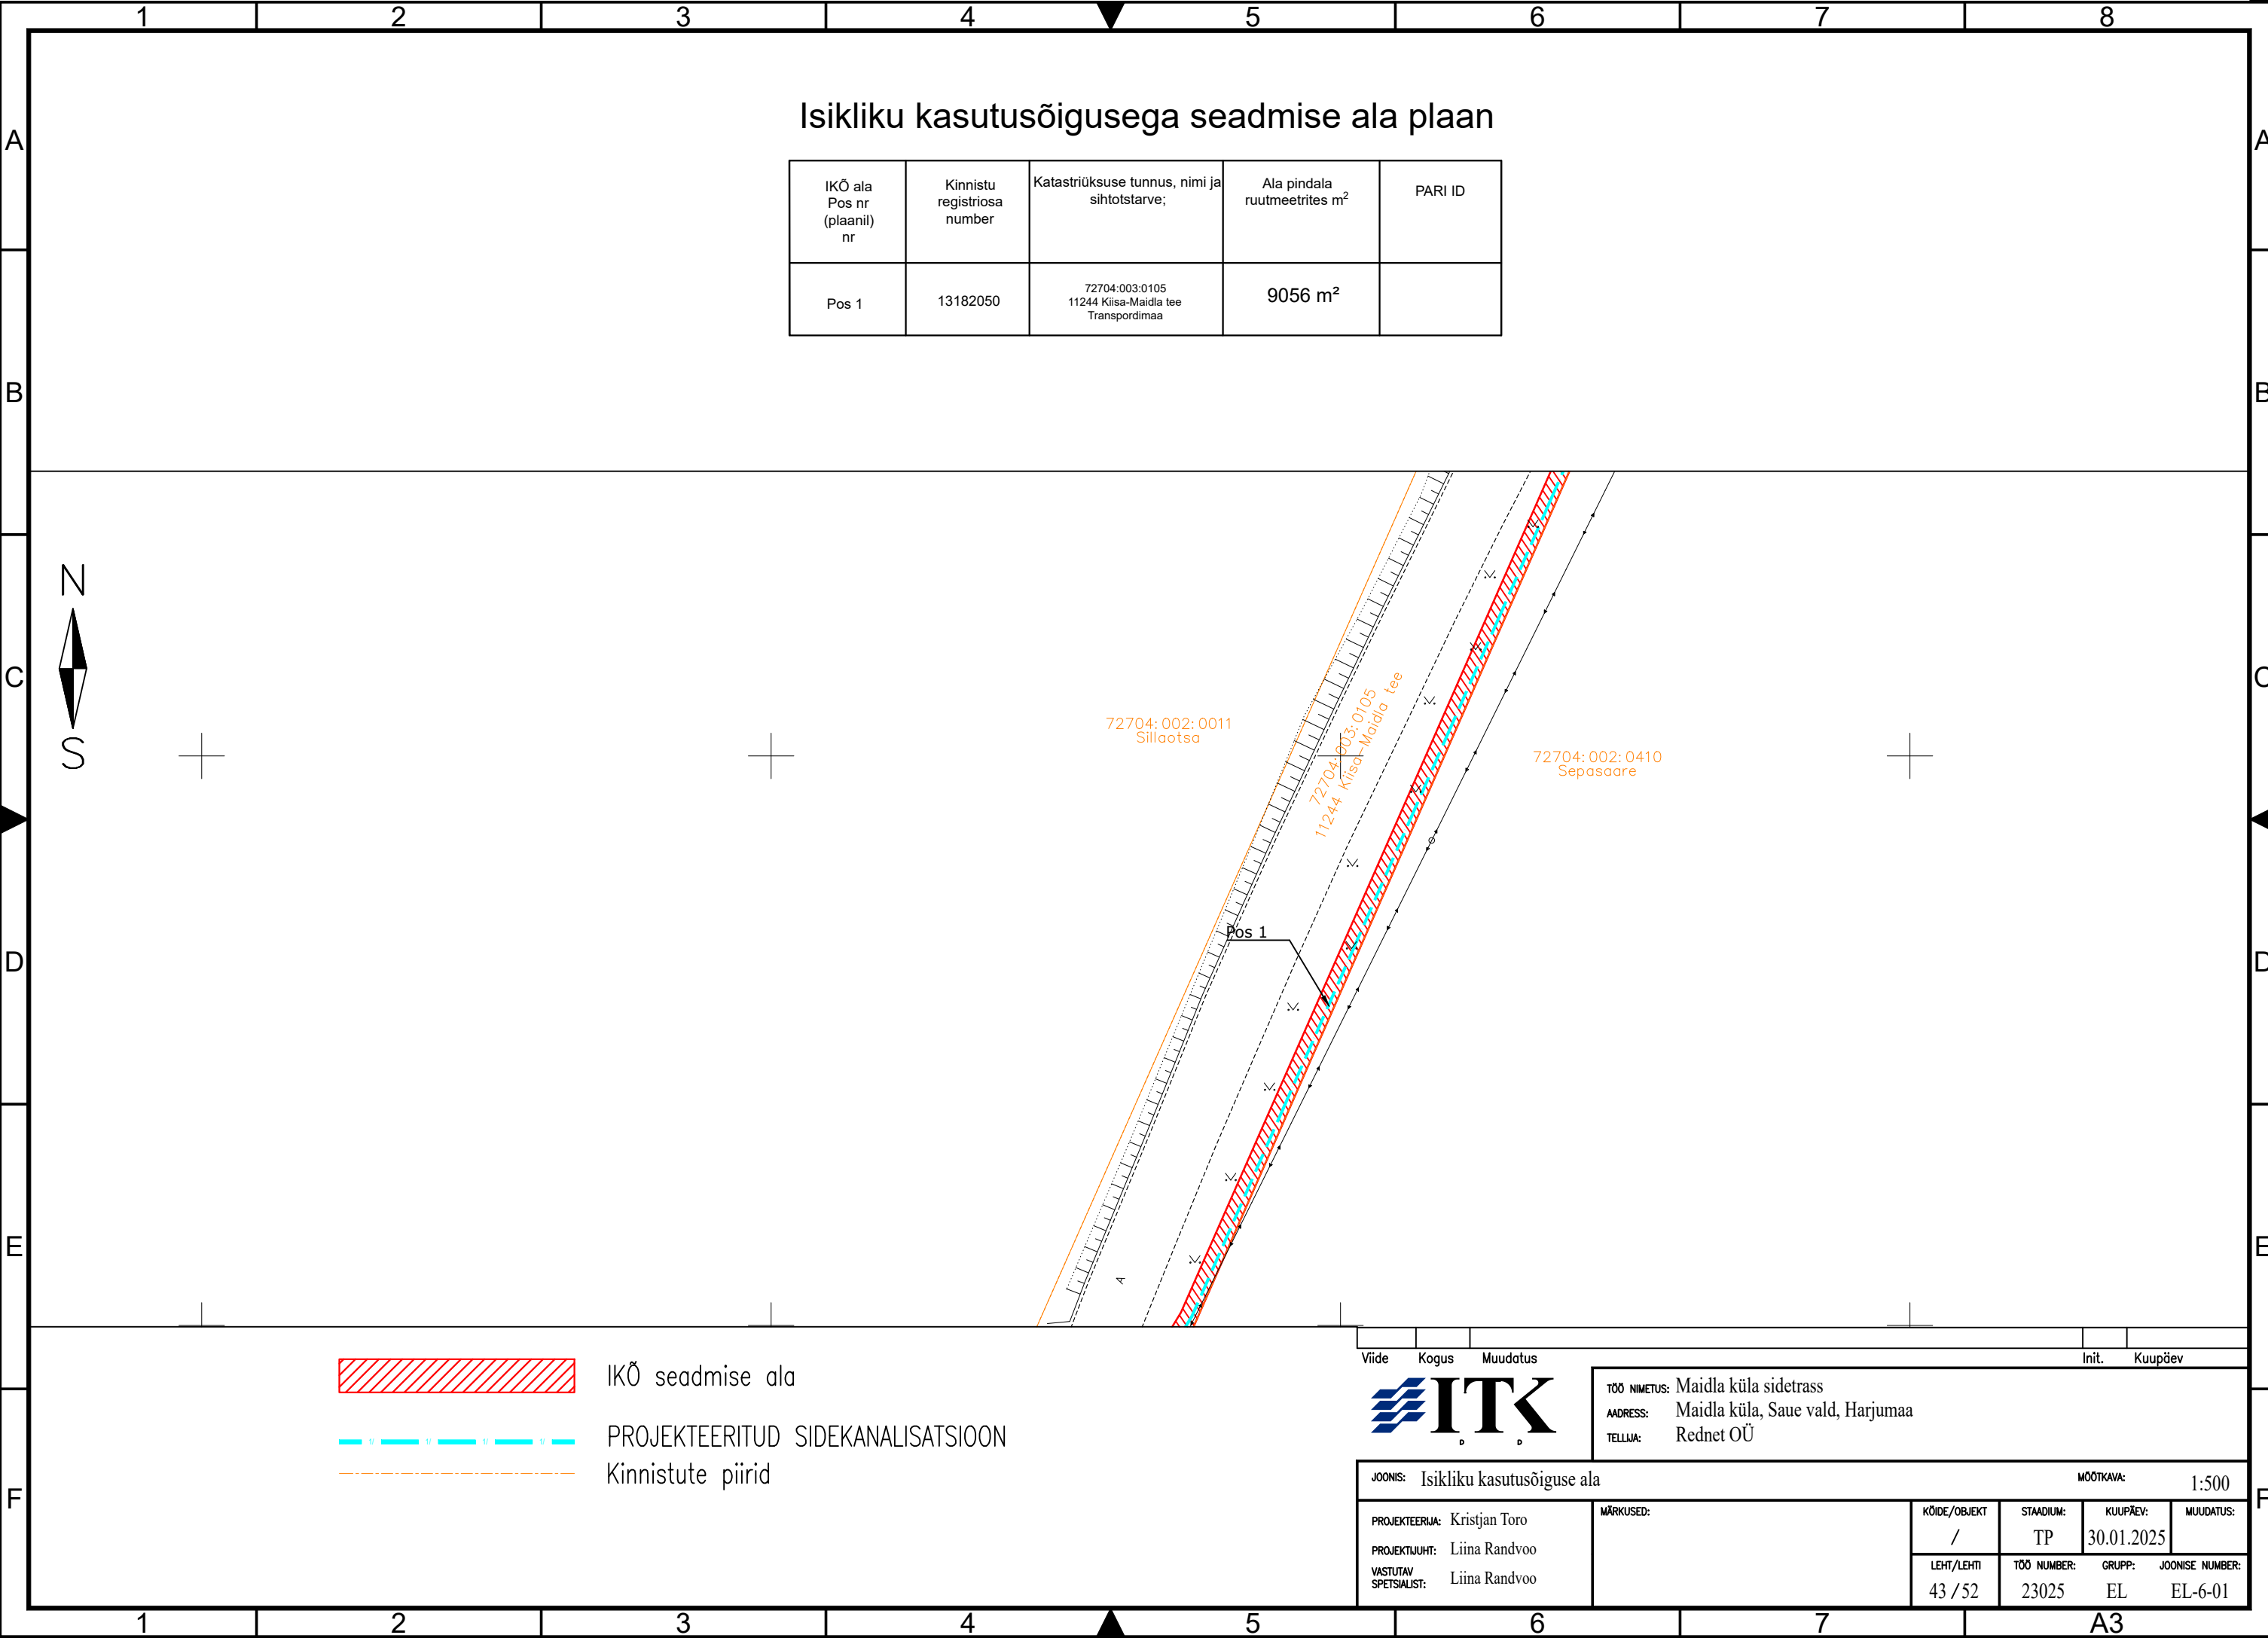 1 2 3 4 5 6 7 8
A A
B B
C C
D D
E E
F F
Isikliku kasutusõigusega seadmise ala plaan
IKÕ ala
Pos nr
(plaanil)
nr
Kinnistu
registriosa
number
Katastriüksuse tunnus, nimi ja
sihtotstarve;
Ala pindala
ruutmeetrites m²
PARI ID
Pos 1
13182050
72704:003:0105
11244 Kiisa-Maidla tee
Transpordimaa
9056 m²
N
S
72704:002:0011
Sillaotsa
72704:003:0105
11244 Kiisa-Maidla tee
72704:002:0410
Sepasaare
Pos 1
A
IKÕ seadmise ala
PROJEKTEERITUD SIDEKANALISATSIOON
Kinnistute piirid
Viide Kogus Muudatus Init. Kuupäev
ITK
D D
TÖÖ NIMETUS: Maidla küla sidetrass
AADRESS: Maidla küla, Saue vald, Harjumaa
TELLIJA: Rednet OÜ
JOONIS: Isikliku kasutusõiguse ala
MÕÕTKAVA: 1:500
PROJEKTEERIJA: Kristjan Toro
PROJEKTIJUHT: Liina Randvoo
VASTUTAV
SPETSIALIST: Liina Randvoo
MÄRKUSED:
KÖIDE/OBJEKT STAADIUM: KUUPÄEV: MUUDATUS:
/ TP 30.01.2025
LEHT/LEHTI TÖÖ NUMBER: GRUPP: JOONISE NUMBER:
43 / 52 23025 EL EL-6-01
1 2 3 4 5 6 7 A3